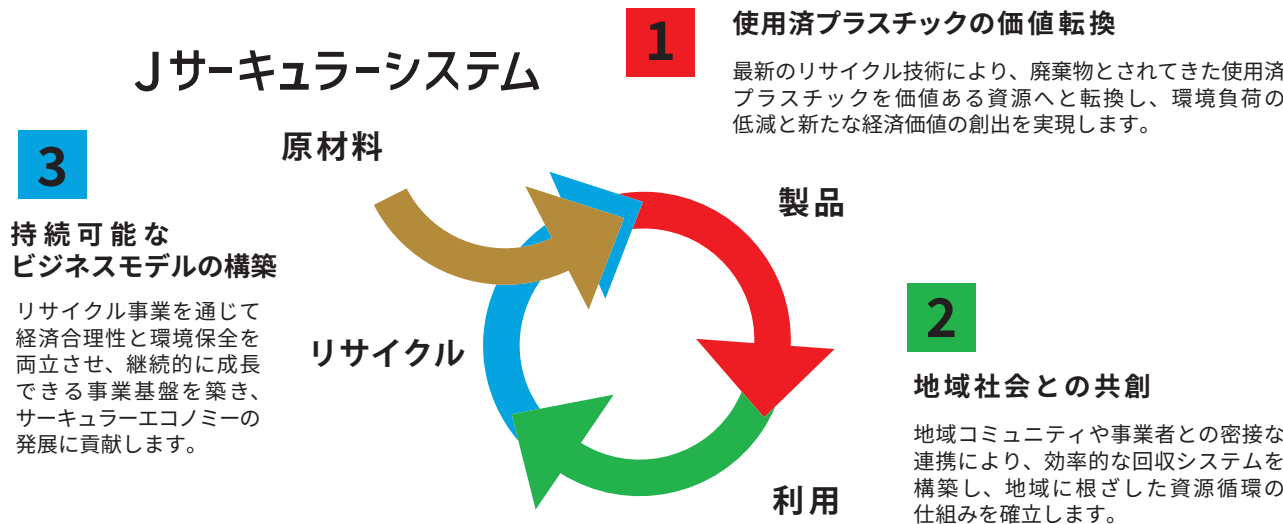 Jサーキュラーシステム
1
使用済プラスチックの価値転換
最新のリサイクル技術により、廃棄物とされてきた使用済
プラスチックを価値ある資源へと転換し、環境負荷の
低減と新たな経済価値の創出を実現します。
原材料
製品
3
持続可能な
ビジネスモデルの構築
リサイクル事業を通じて
経済合理性と環境保全を
両立させ、継続的に成長
できる事業基盤を築き、
サーキュラーエコノミーの
発展に貢献します。
リサイクル
2
地域社会との共創
地域コミュニティや事業者との密接な
連携により、効率的な回収システムを
構築し、地域に根ざした資源循環の
仕組みを確立します。
利用